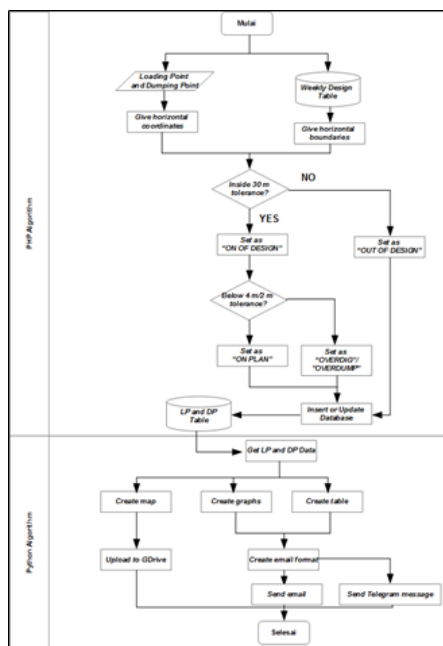 Mulai
Loading Point
and Dumping Point
Weekly Design
Table
Give horizontal
coordinates
Give horizontal
boundaries
Inside 30 m
tolerance?
NO
YES
Set as
"ON OF DESIGN"
Set as
"OUT OF DESIGN"
Below 4 m/2 m
tolerance?
Set as
"ON PLAN"
Set as
"OVERDIG"/
"OVERDUMP"
LP and DP
Table
Insert or Update
Database
PHP Algorithm
Get LP and DP Data
Create map
Create graphs
Create table
Upload to GDrive
Create email format
Send email
Send Telegram message
Selesai
Python Algorithm